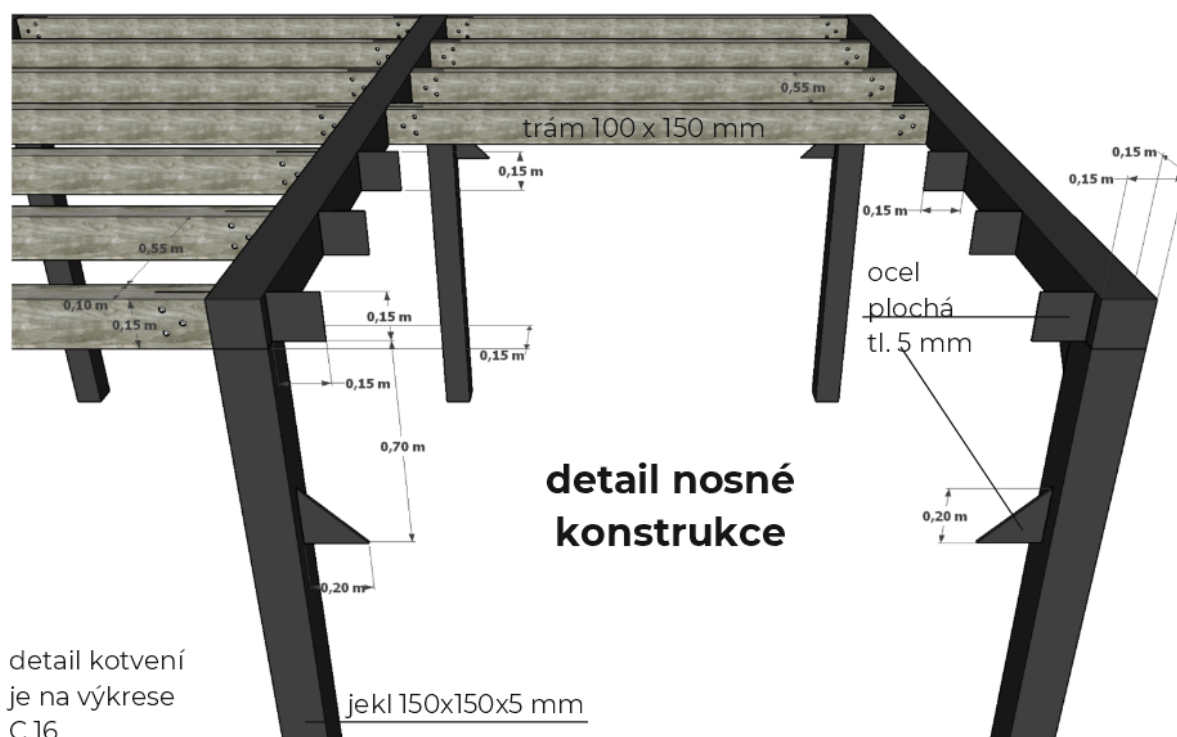 0,55 m
trám 100 x 150 mm
0,15 m
0,15 m
0,15 m
0,15 m
0,55 m
0,10 m
0,15 m
0,15 m
0,15 m
0,15 m
ocel
plochá
tl. 5 mm
0,70 m
detail nosné
konstrukce
0,20 m
0,20 m
detail kotvení
je na výkrese
C.16
jekl 150x150x5 mm